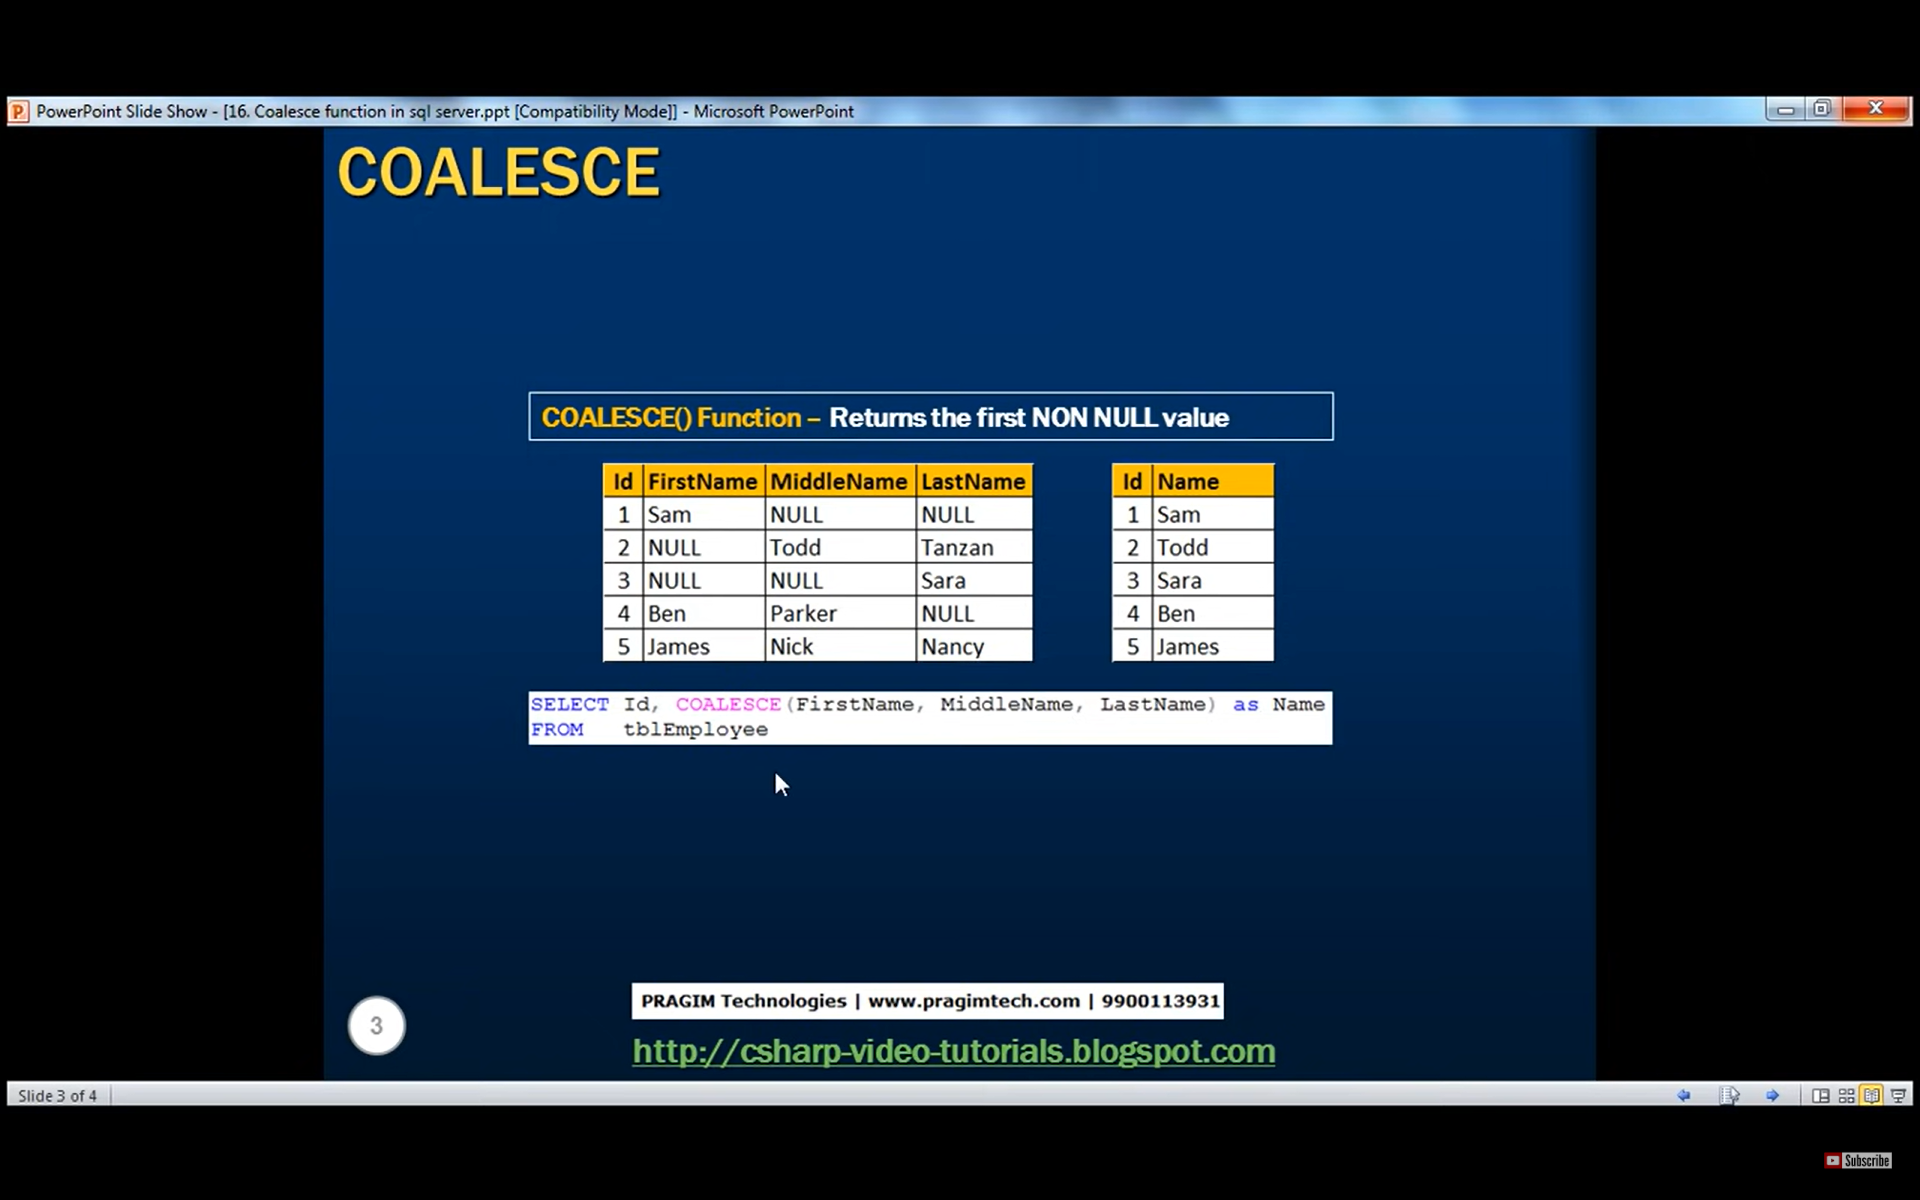 PowerPoint Slide Show - [16. Coalesce function in sql server.ppt [Compatibility Mode]] - Microsoft PowerPoint
COALESCE
COALESCE() Function – Returns the first NON NULL value
Id FirstName MiddleName LastName
1 Sam NULL NULL
2 NULL Todd Tanzan
3 NULL NULL Sara
4 Ben Parker NULL
5 James Nick Nancy
Id Name
1 Sam
2 Todd
3 Sara
4 Ben
5 James
SELECT Id, COALESCE(FirstName, MiddleName, LastName) as Name
FROM tblEmployee
PRAGIM Technologies | www.pragimtech.com | 9900113931
3
http://csharp-video-tutorials.blogspot.com
Slide 3 of 4
Subscribe